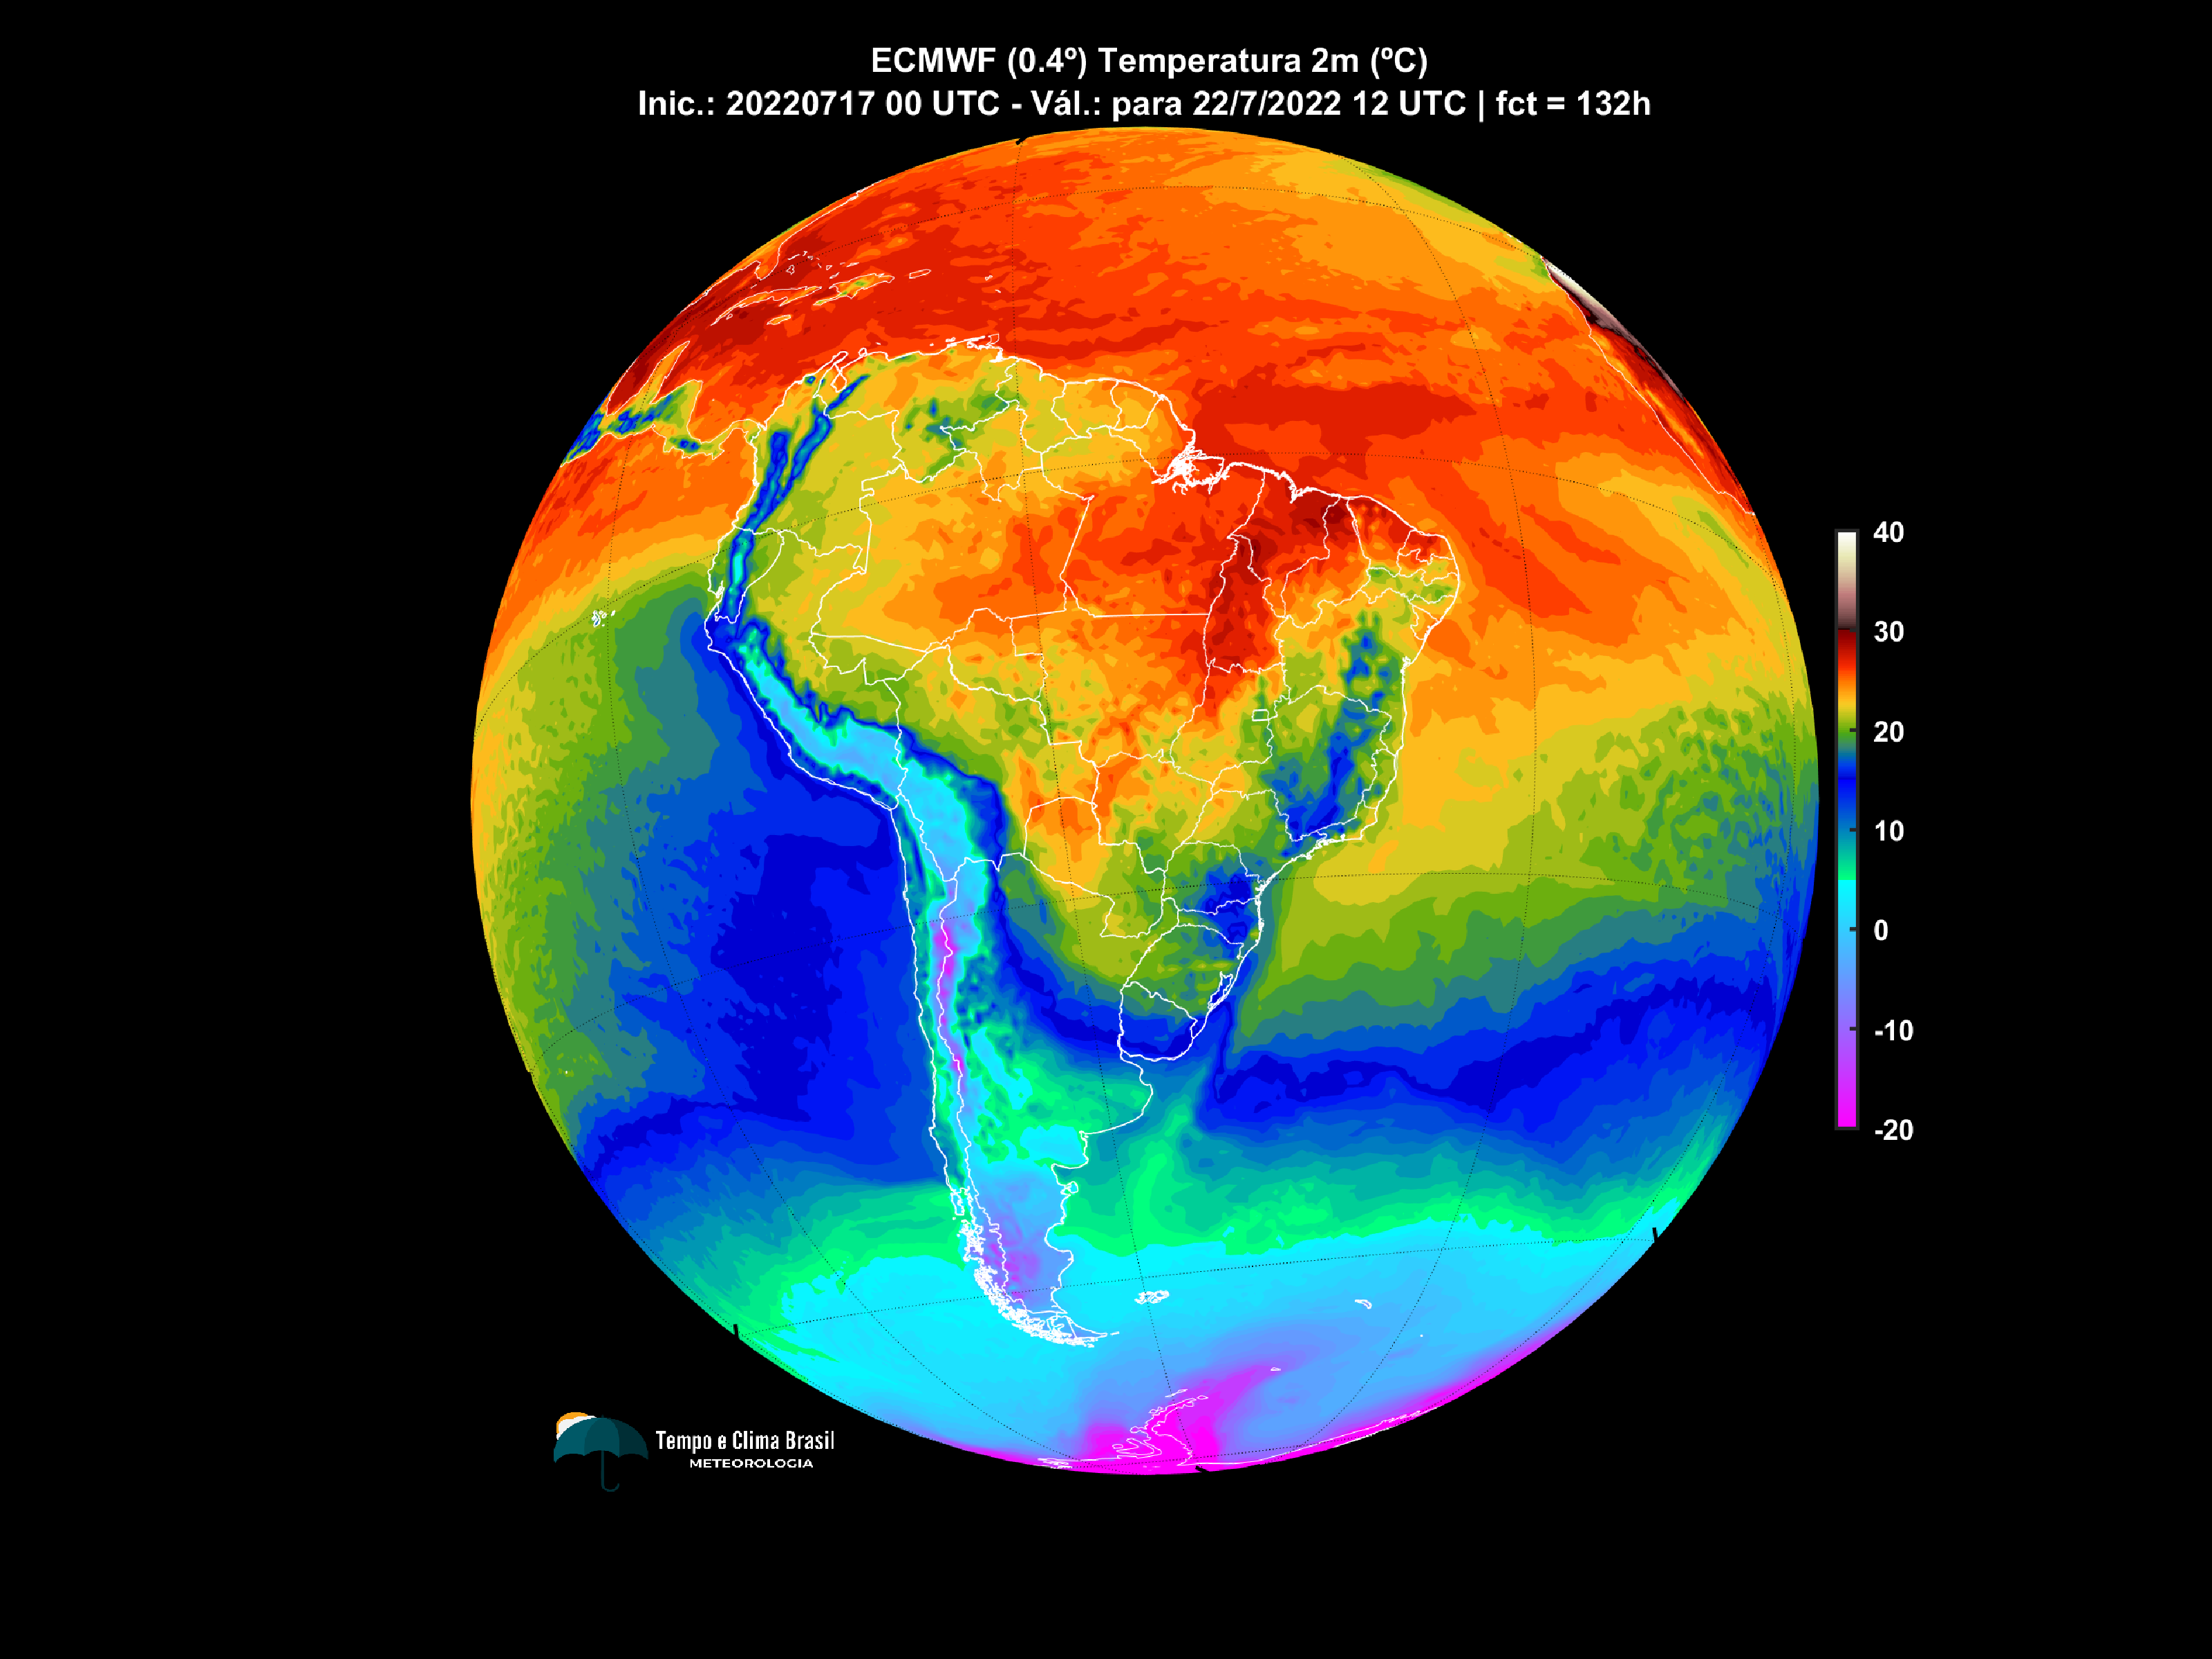 ECMWF (0.4º) Temperatura 2m (ºC)
Inic.: 20220717 00 UTC - Vál.: para 22/7/2022 12 UTC | fct = 132h
40
30
20
10
0
-10
-20
Tempo e Clima Brasil
METEOROLOGIA